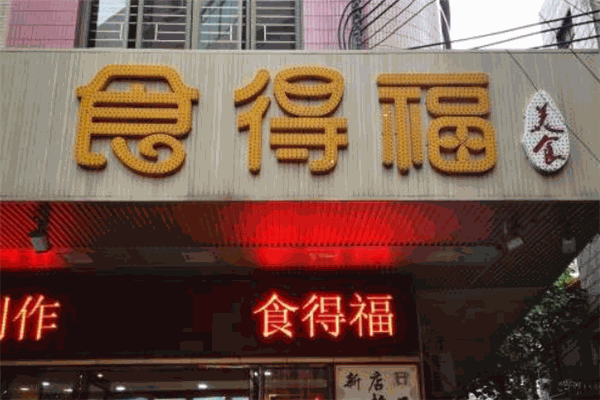 食得福
美食
制作 食得福
新店